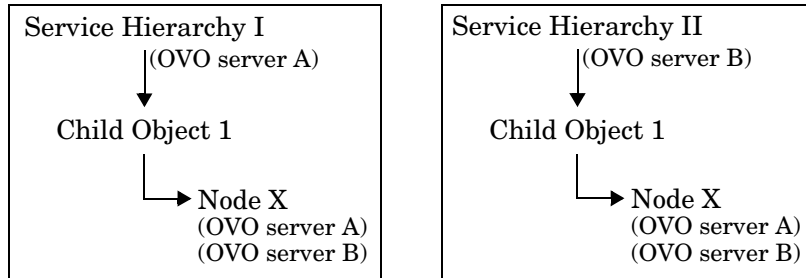 Service Hierarchy I
(OVO server A)
Child Object 1
Node X
(OVO server A)
(OVO server B)
Service Hierarchy II
(OVO server B)
Child Object 1
Node X
(OVO server A)
(OVO server B)